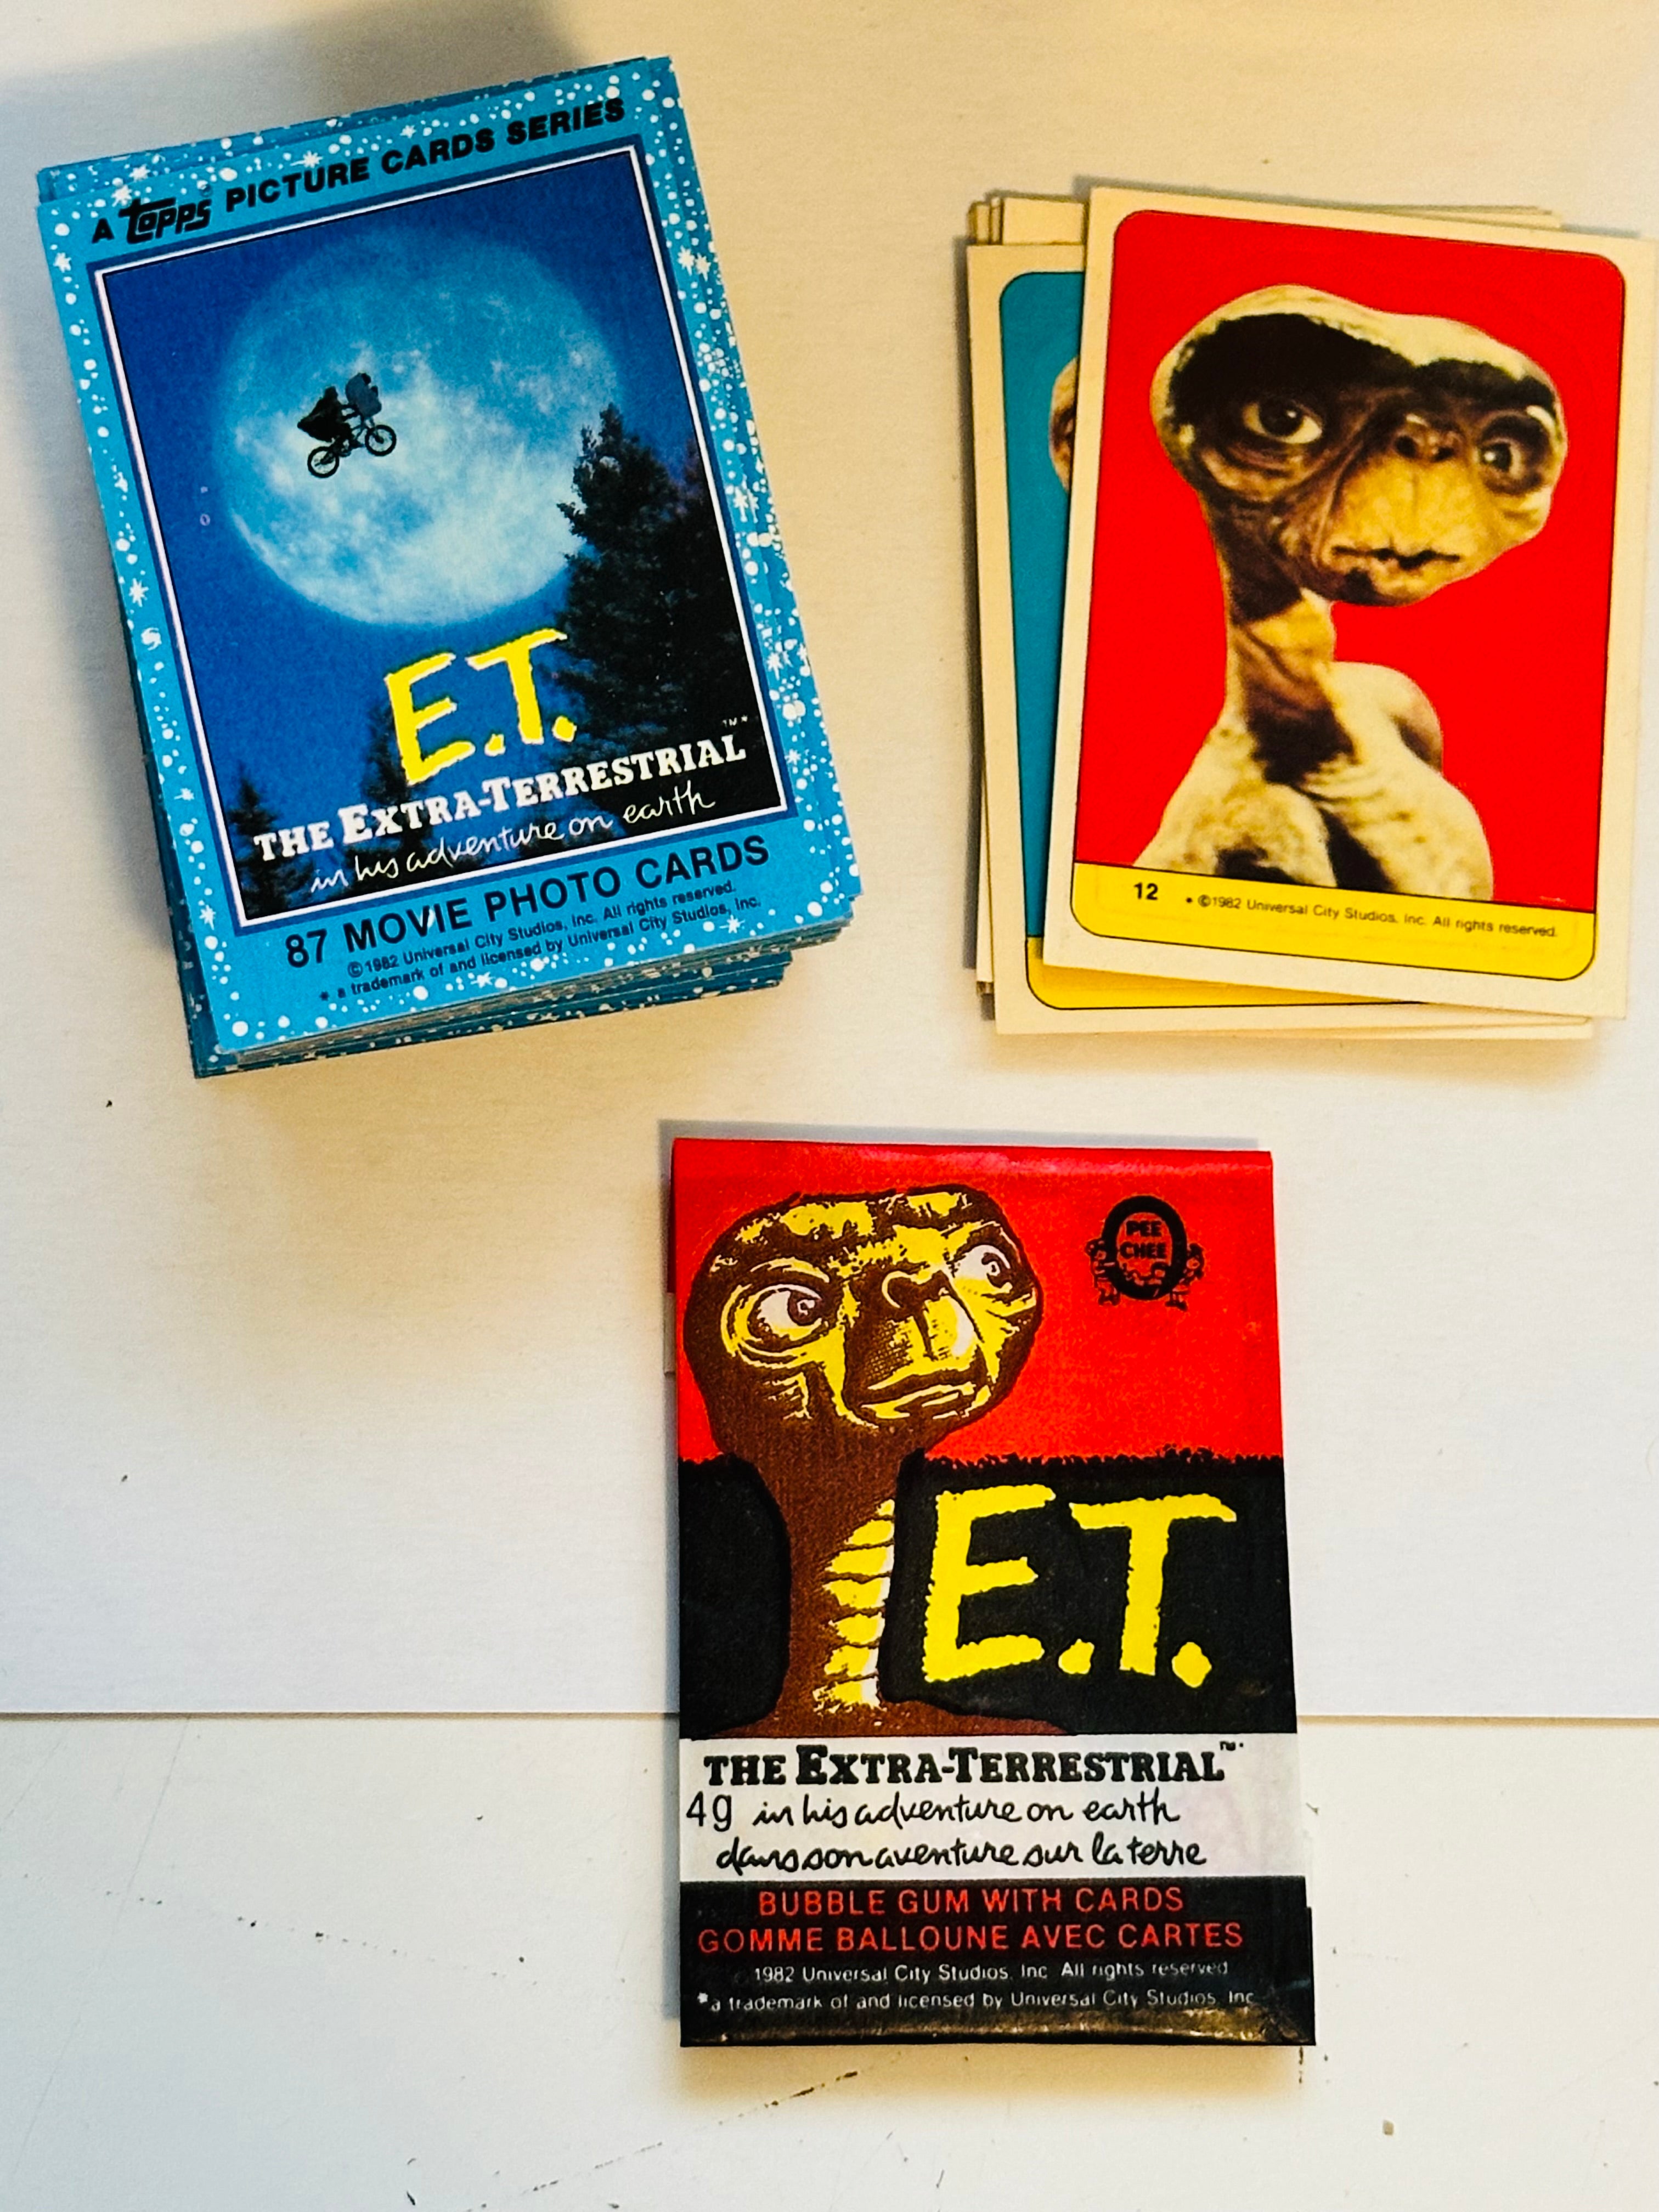 A Topps PICTURE CARDS SERIES
E.T.
THE EXTRA-TERRESTRIAL™*
in his adventure on earth
87 MOVIE PHOTO CARDS
©1982 Universal City Studios, Inc. All rights reserved.
* a trademark of and licensed by Universal City Studios, Inc.
12 • ©1982 Universal City Studios, Inc. All rights reserved.
O PEE CHEE
E.T.
THE EXTRA-TERRESTRIAL™*
4g in his adventure on earth
dans son aventure sur la terre
BUBBLE GUM WITH CARDS
GOMME BALLOUNE AVEC CARTES
1982 Universal City Studios, Inc. All rights reserved
*a trademark of and licensed by Universal City Studios, Inc.